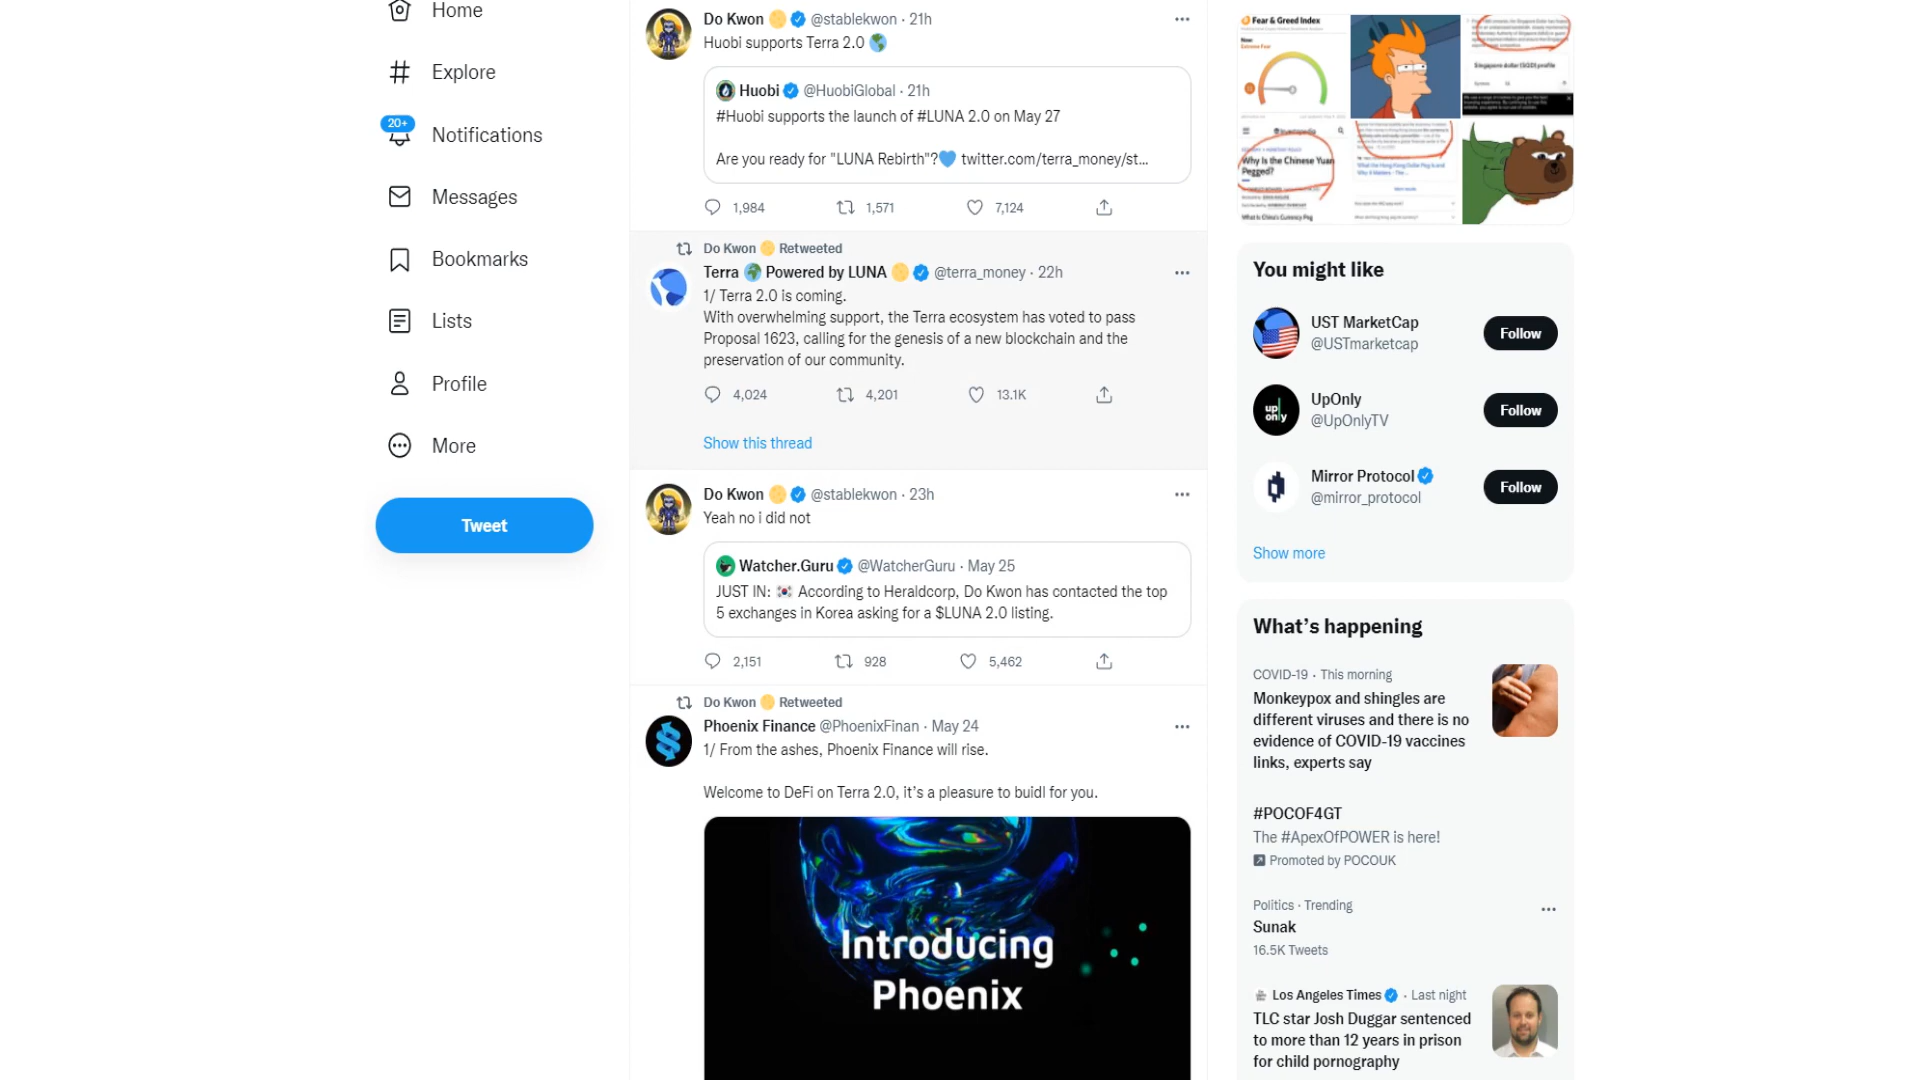 Home
Explore
20+
Notifications
Messages
Bookmarks
Lists
Profile
More
Tweet
Do Kwon @stablekwon · 21h
Huobi supports Terra 2.0
Huobi @HuobiGlobal · 21h
#Huobi supports the launch of #LUNA 2.0 on May 27
Are you ready for "LUNA Rebirth"? twitter.com/terra_money/st...
1,984 1,571 7,124
Do Kwon Retweeted
Terra Powered by LUNA @terra_money · 22h
1/ Terra 2.0 is coming.
With overwhelming support, the Terra ecosystem has voted to pass
Proposal 1623, calling for the genesis of a new blockchain and the
preservation of our community.
4,024 4,201 13.1K
Show this thread
Do Kwon @stablekwon · 23h
Yeah no i did not
Watcher.Guru @WatcherGuru · May 25
JUST IN: According to Heraldcorp, Do Kwon has contacted the top
5 exchanges in Korea asking for a $LUNA 2.0 listing.
2,151 928 5,462
Do Kwon Retweeted
Phoenix Finance @PhoenixFinan · May 24
1/ From the ashes, Phoenix Finance will rise.
Welcome to DeFi on Terra 2.0, it's a pleasure to buidl for you.
Introducing
Phoenix
Fear & Greed Index
Now:
Extreme Fear
Singapore dollar (SGD) profile
Investopedia
Why Is the Chinese Yuan
Pegged?
What Is China's Currency Peg
You might like
UST MarketCap
@USTmarketcap
Follow
UpOnly
@UpOnlyTV
Follow
up
only
Mirror Protocol
@mirror_protocol
Follow
Show more
What's happening
COVID-19 · This morning
Monkeypox and shingles are
different viruses and there is no
evidence of COVID-19 vaccines
links, experts say
#POCOF4GT
The #ApexOfPOWER is here!
Promoted by POCOUK
Politics · Trending
Sunak
16.5K Tweets
Los Angeles Times · Last night
TLC star Josh Duggar sentenced
to more than 12 years in prison
for child pornography